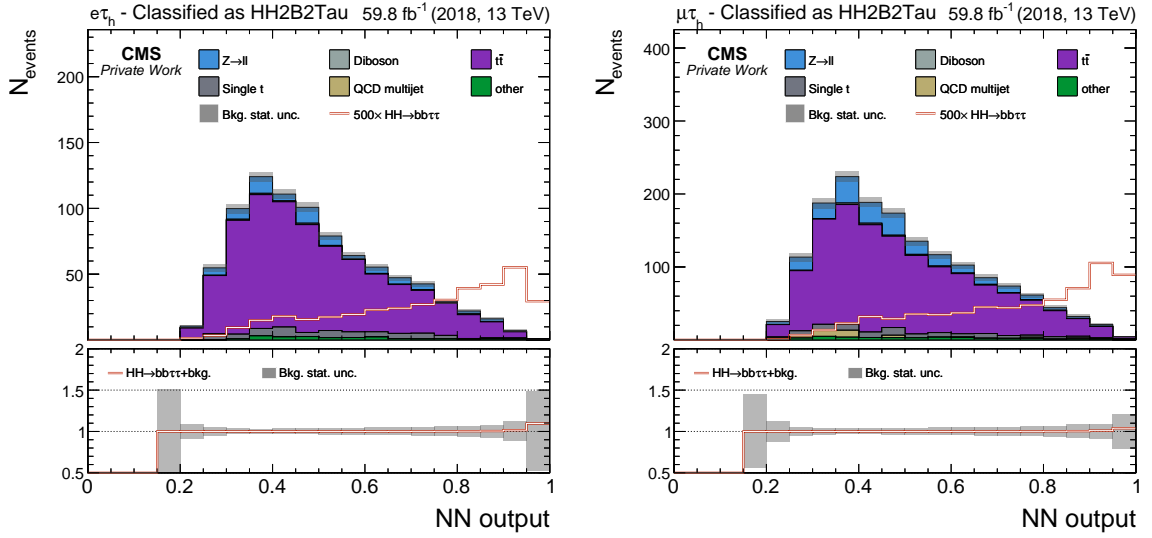 eτh - Classified as HH2B2Tau 59.8 fb-1 (2018, 13 TeV)
Nevents
200
150
100
50
CMS
Private Work
Z→ll
Diboson
tt̄
Single t
QCD multijet
other
Bkg. stat. unc.
500× HH→bbττ
2
1.5
1
0.5
HH→bbττ+bkg.
Bkg. stat. unc.
0 0.2 0.4 0.6 0.8 1
NN output
μτh - Classified as HH2B2Tau 59.8 fb-1 (2018, 13 TeV)
Nevents
400
300
200
100
CMS
Private Work
Z→ll
Diboson
tt̄
Single t
QCD multijet
other
Bkg. stat. unc.
500× HH→bbττ
2
1.5
1
0.5
HH→bbττ+bkg.
Bkg. stat. unc.
0 0.2 0.4 0.6 0.8 1
NN output